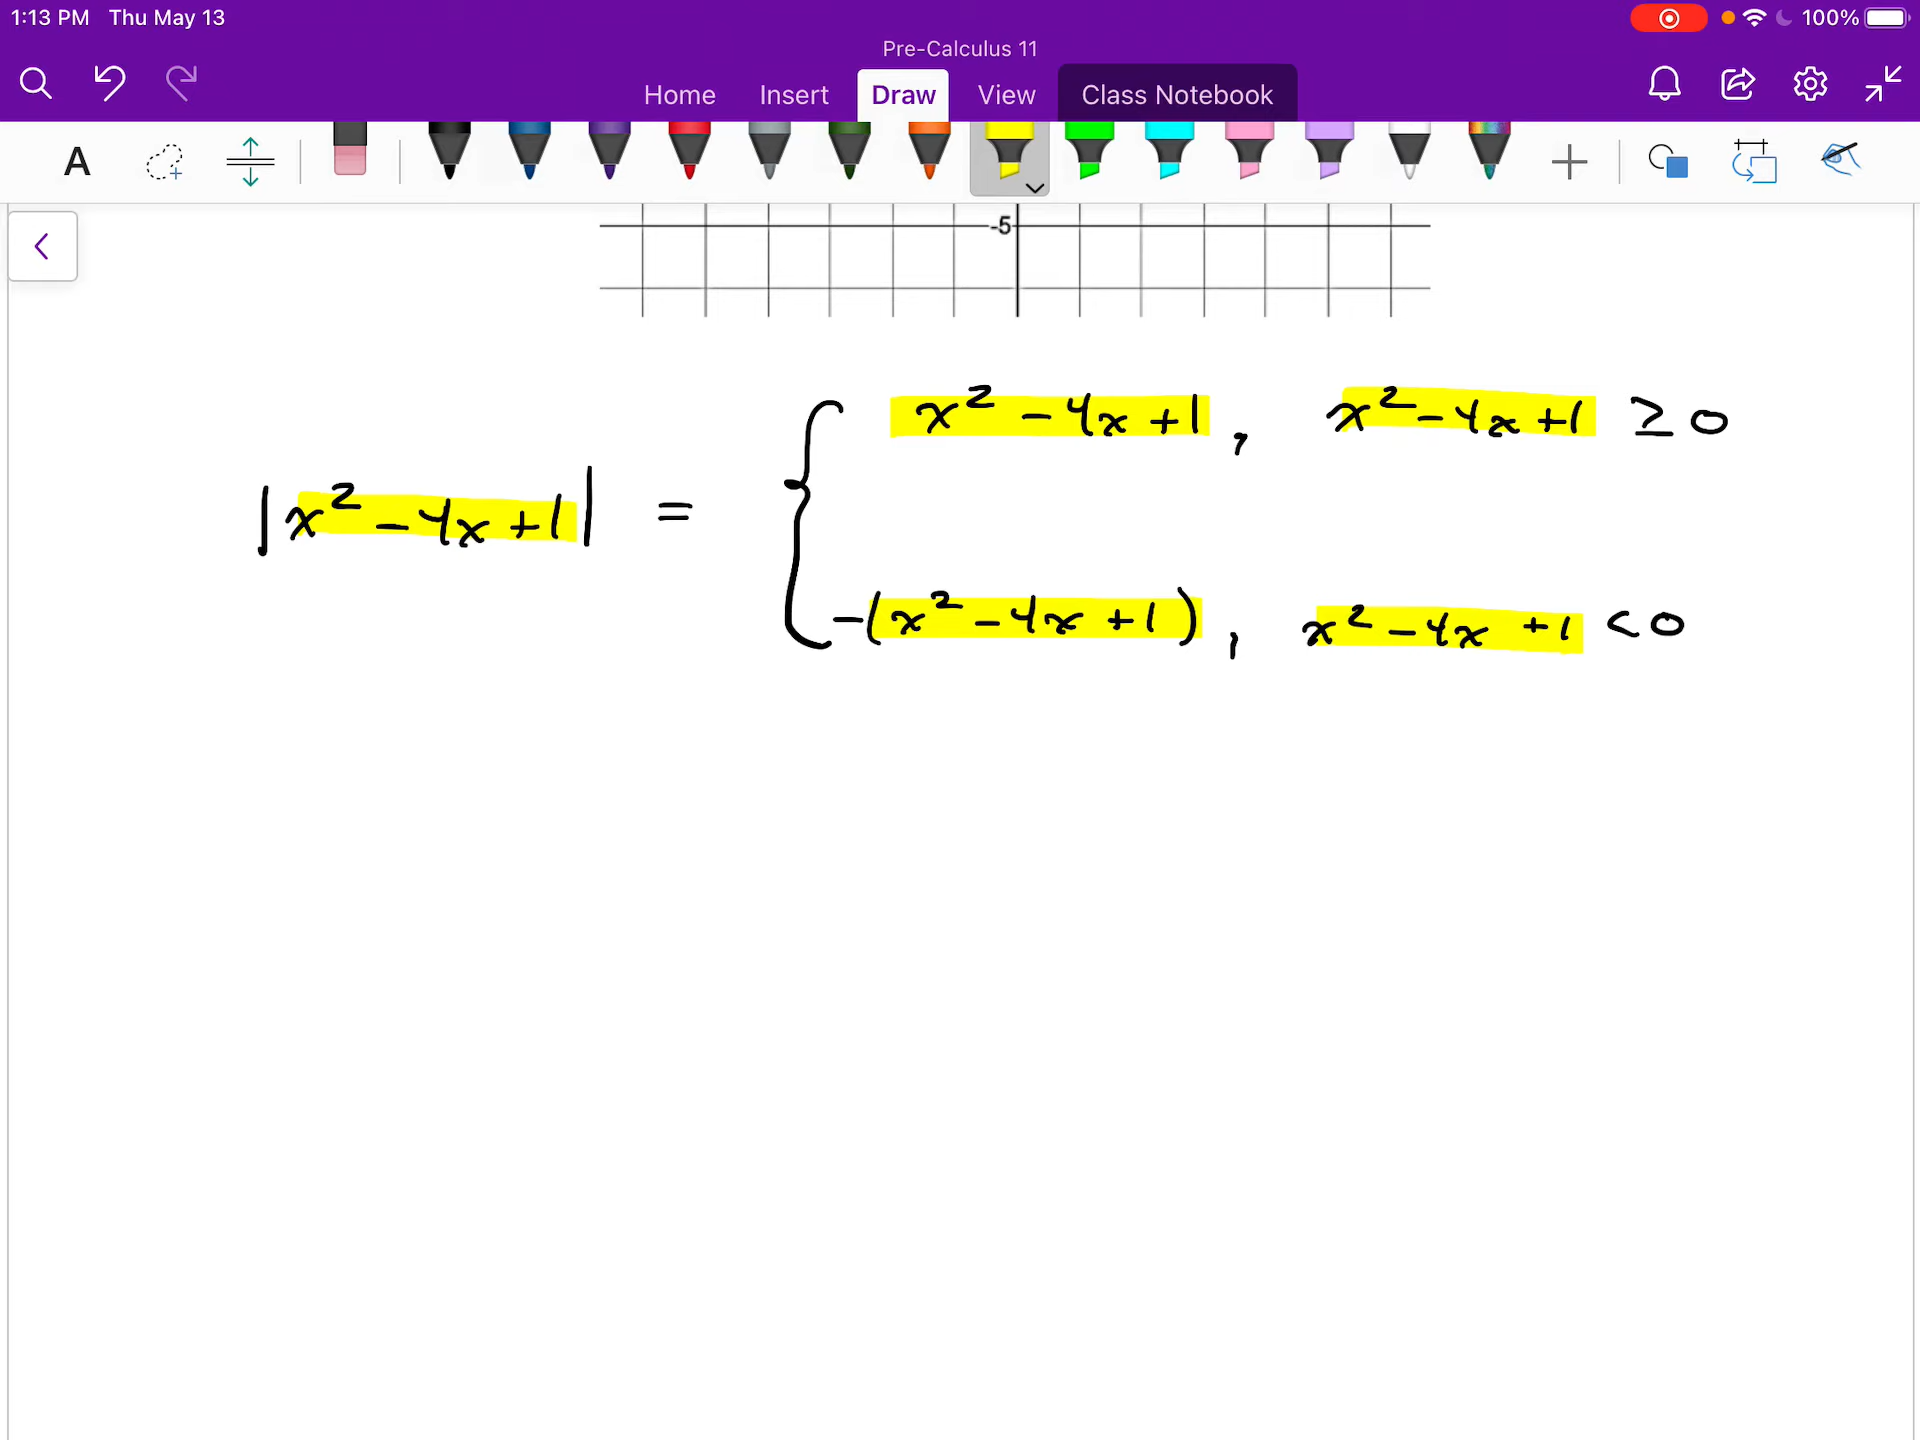 1:13 PM Thu May 13
100%
Pre-Calculus 11
Home Insert Draw View Class Notebook
A
-5
x² - 4x + 1, x² - 4x + 1 ≥ 0
|x² - 4x + 1| = {
-(x² - 4x + 1), x² - 4x + 1 < 0